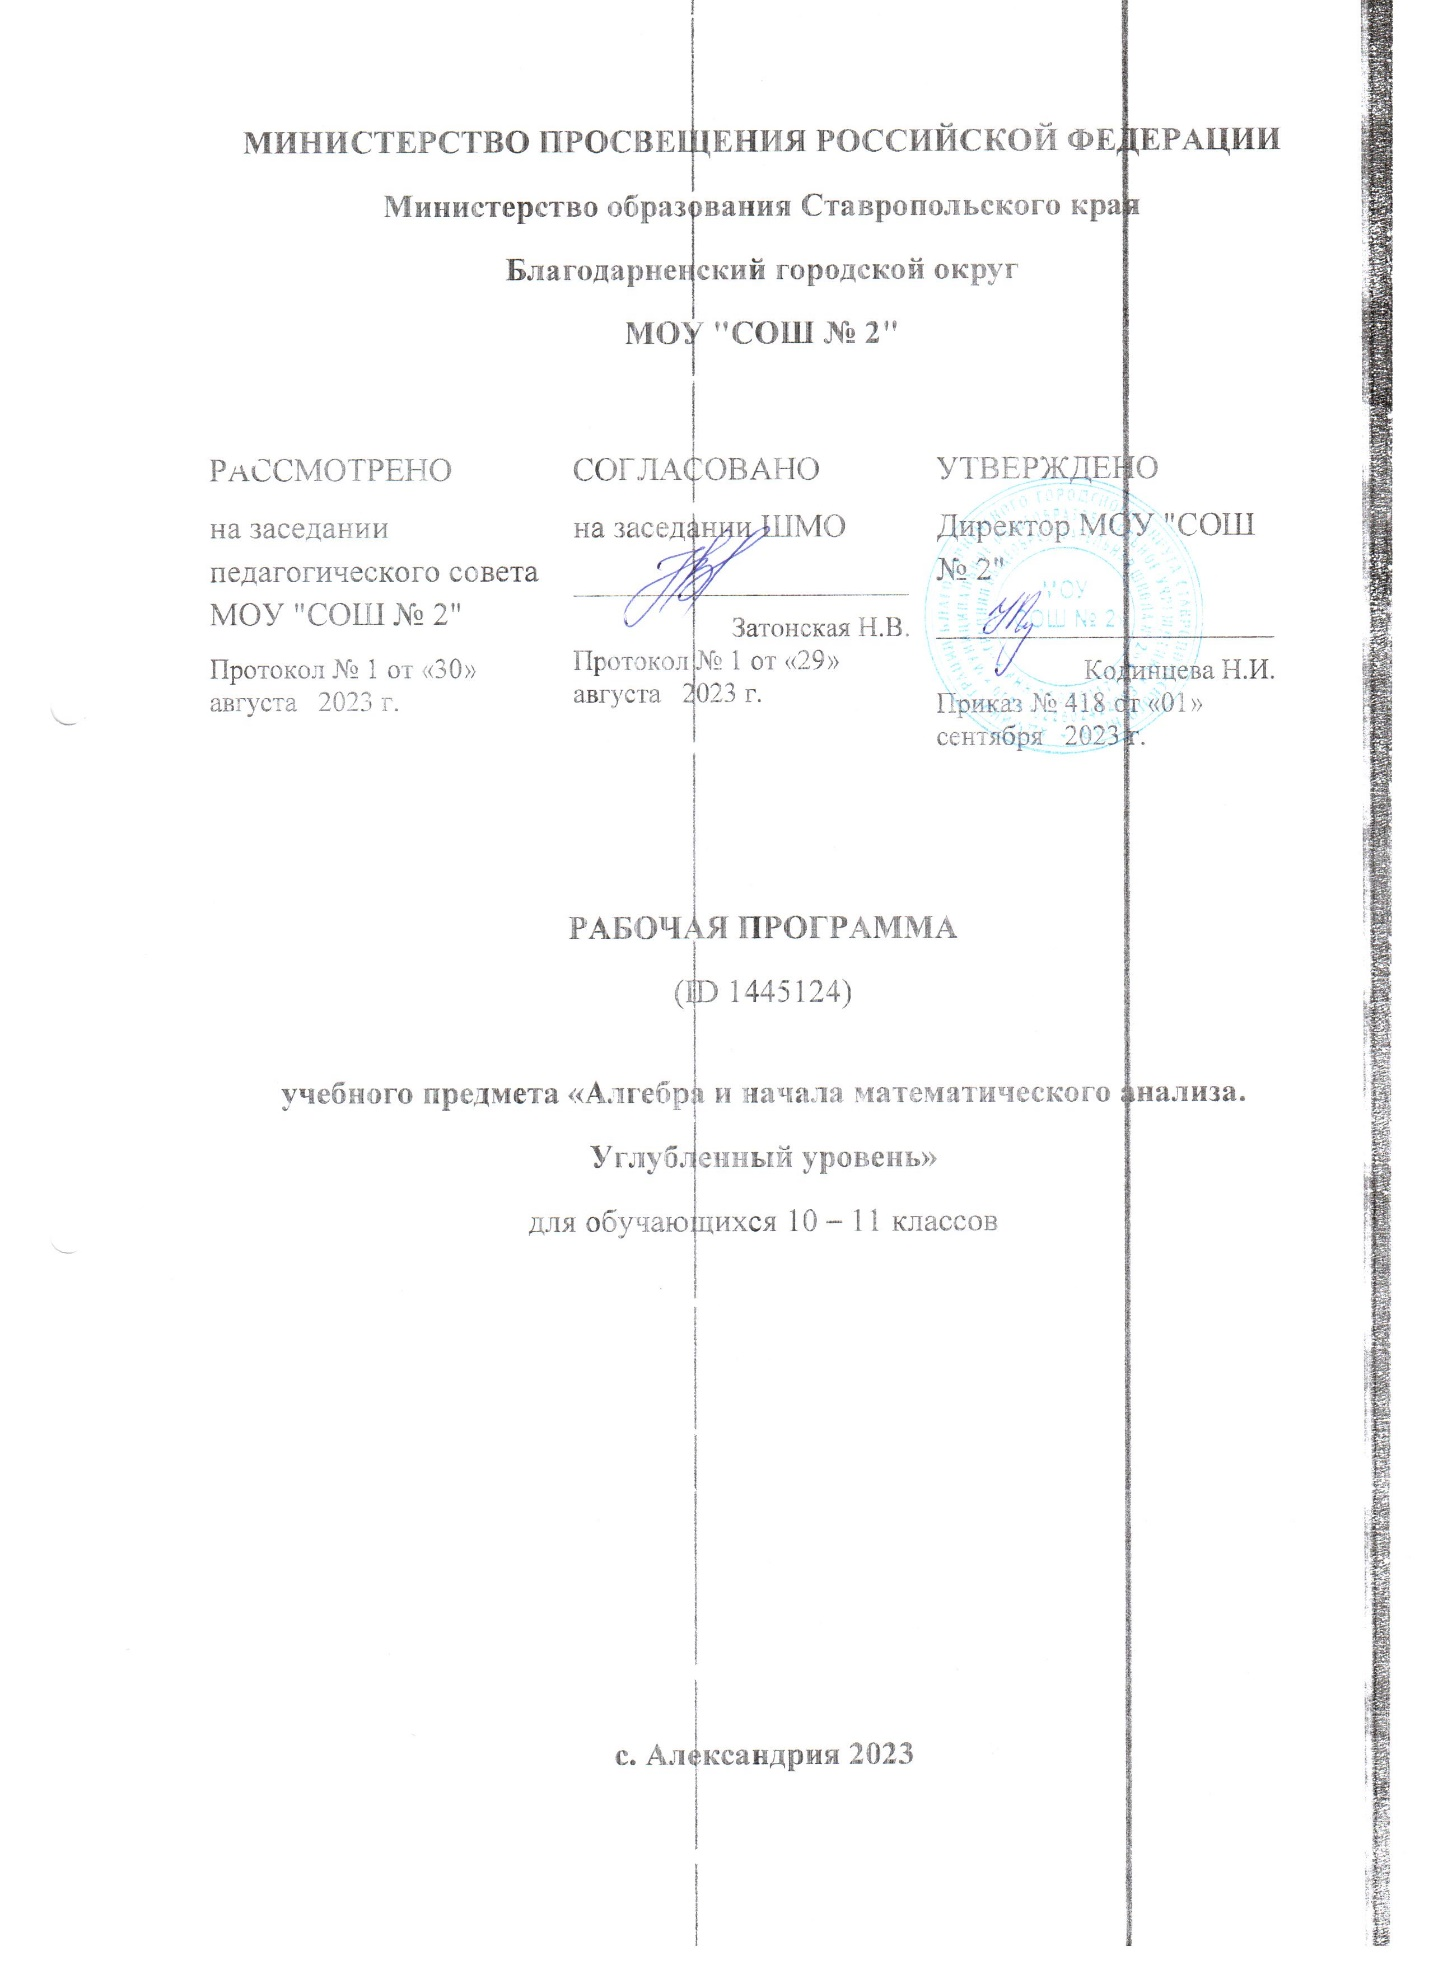 МИНИСТЕРСТВО ПРОСВЕЩЕНИЯ РОССИЙСКОЙ ФЕДЕРАЦИИ
Министерство образования Ставропольского края
Благодарненский городской округ
МОУ "СОШ № 2"
РАССМОТРЕНО
на заседании
педагогического совета
МОУ "СОШ № 2"
Протокол № 1 от «30»
августа 2023 г.
СОГЛАСОВАНО
на заседании ШМО
Затонская Н.В.
Протокол № 1 от «29»
августа 2023 г.
УТВЕРЖДЕНО
Директор МОУ "СОШ
№ 2"
Кодинцева Н.И.
Приказ № 418 от «01»
сентября 2023 г.
МОУ
СОШ № 2
РАБОЧАЯ ПРОГРАММА
(ID 1445124)
учебного предмета «Алгебра и начала математического анализа.
Углубленный уровень»
для обучающихся 10 – 11 классов
с. Александрия 2023